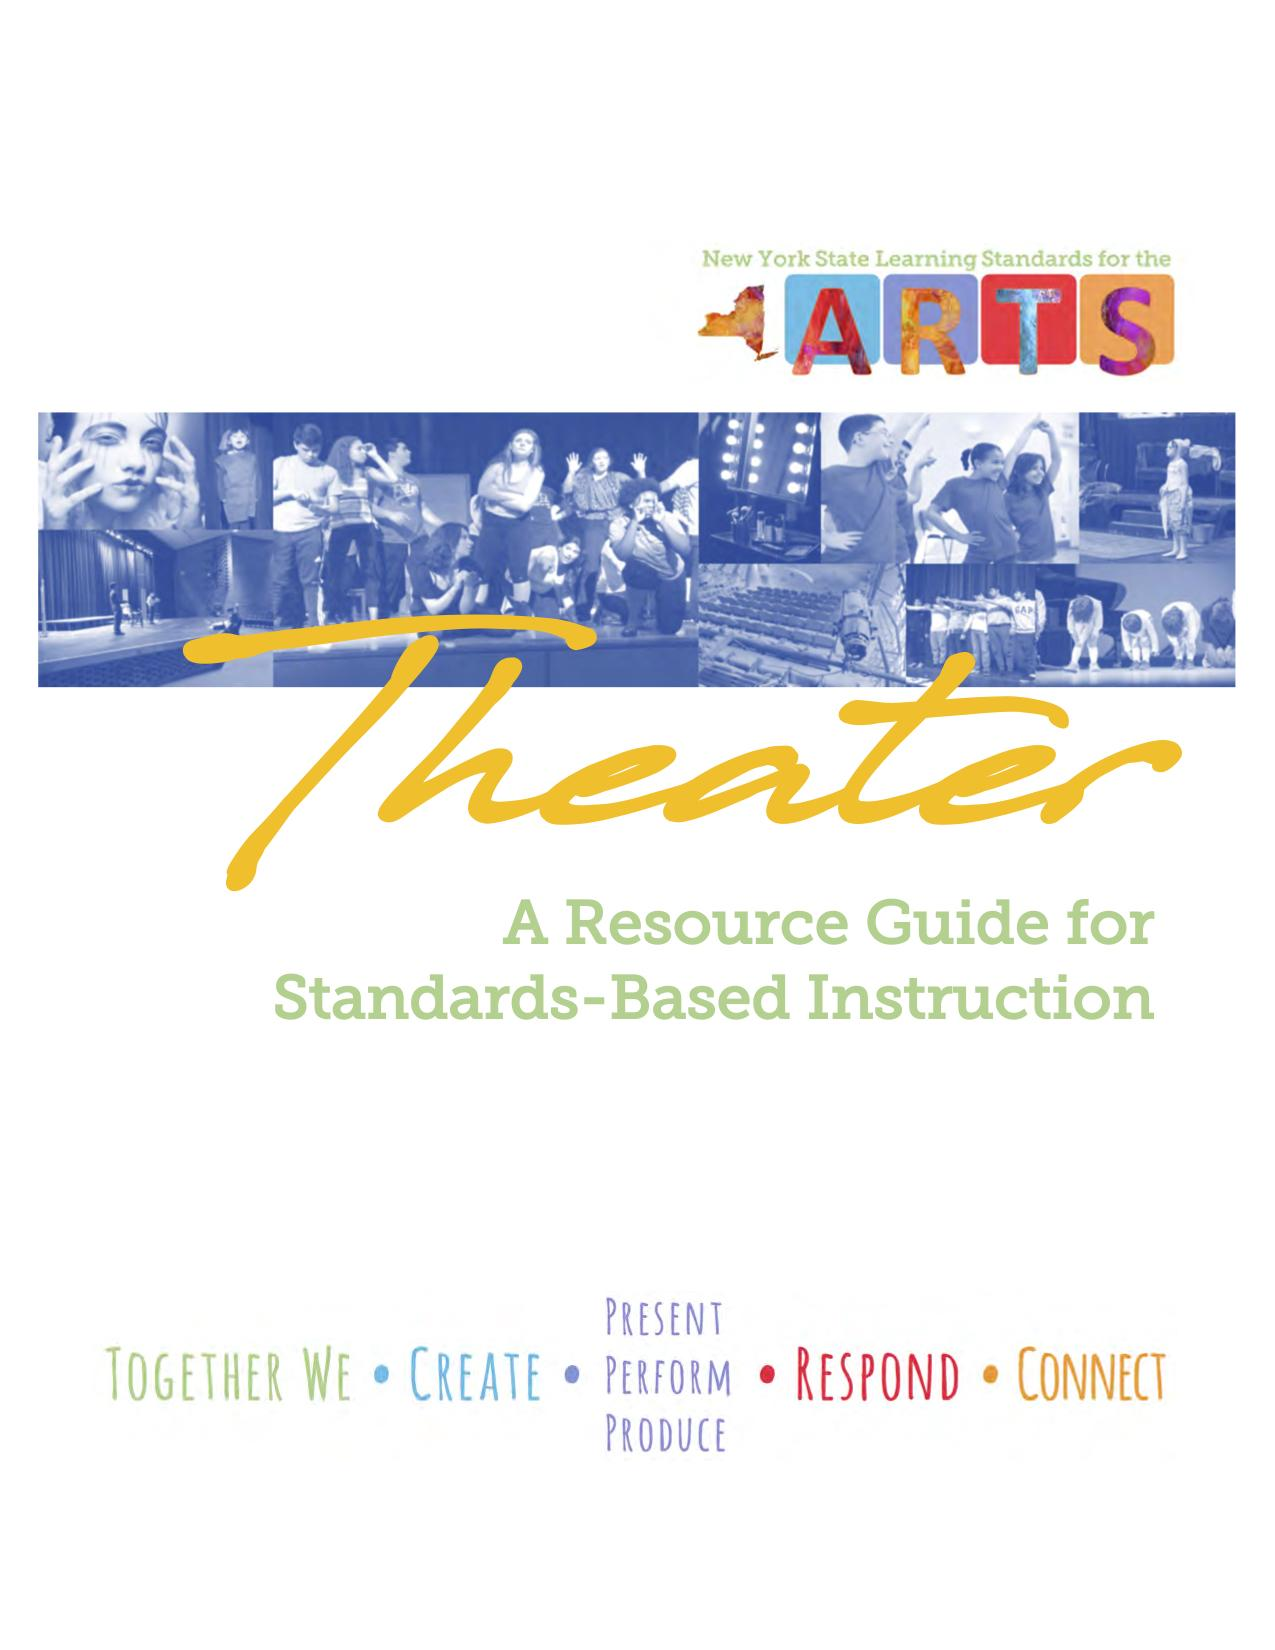 New York State Learning Standards for the
ARTS
Theater
A Resource Guide for
Standards-Based Instruction
TOGETHER WE • CREATE • PRESENT PERFORM PRODUCE • RESPOND • CONNECT